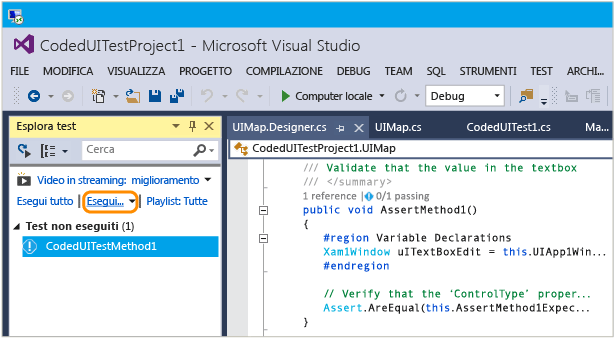 CodedUITestProject1 - Microsoft Visual Studio
FILE MODIFICA VISUALIZZA PROGETTO COMPILAZIONE DEBUG TEAM SQL STRUMENTI TEST ARCHI...
Computer locale Debug
Esplora test
Cerca
Video in streaming: miglioramento
Esegui tutto | Esegui... | Playlist: Tutte
Test non eseguiti (1)
CodedUITestMethod1
UIMap.Designer.cs UIMap.cs CodedUITest1.cs Ma...
CodedUITestProject1.UIMap
/// Validate that the value in the textbox
/// </summary>
1 reference | 0/1 passing
public void AssertMethod1()
{
#region Variable Declarations
Xam1Window uITextBoxEdit = this.UIApp1Win...
#endregion
// Verify that the ‘ControlType’ proper...
Assert.AreEqual(this.AssertMethod1Expec...
}